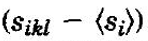 (s_{ikl} − ⟨s_i⟩)